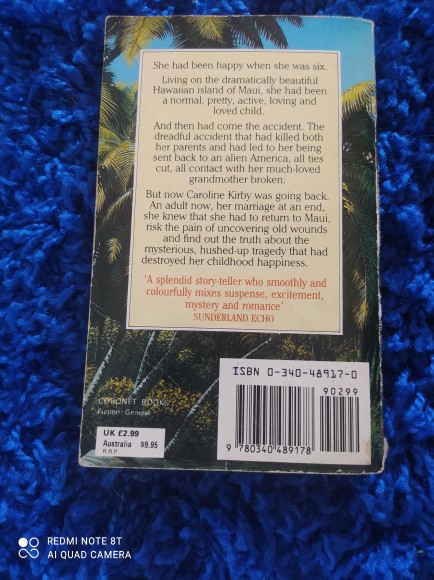 She had been happy when she was six.
Living on the dramatically beautiful
Hawaiian island of Maui, she had been
a normal, pretty, active, loving and
loved child.
And then had come the accident. The
dreadful accident that had killed both
her parents and had led to her being
sent back to an alien America, all ties
cut, all contact with her much-loved
grandmother broken.
But now Caroline Kirby was going back.
An adult now, her marriage at an end,
she knew that she had to return to Maui,
risk the pain of uncovering old wounds
and find out the truth about the
mysterious, hushed-up tragedy that had
destroyed her childhood happiness.
'A splendid story-teller who smoothly and
colourfully mixes suspense, excitement,
mystery and romance'
SUNDERLAND ECHO
ISBN 0-340-48917-0
90299
9 780340 489178
CORONET BOOKS
Fiction: General
UK £2.99
Australia $9.95
R.R.P.
REDMI NOTE 8T
AI QUAD CAMERA